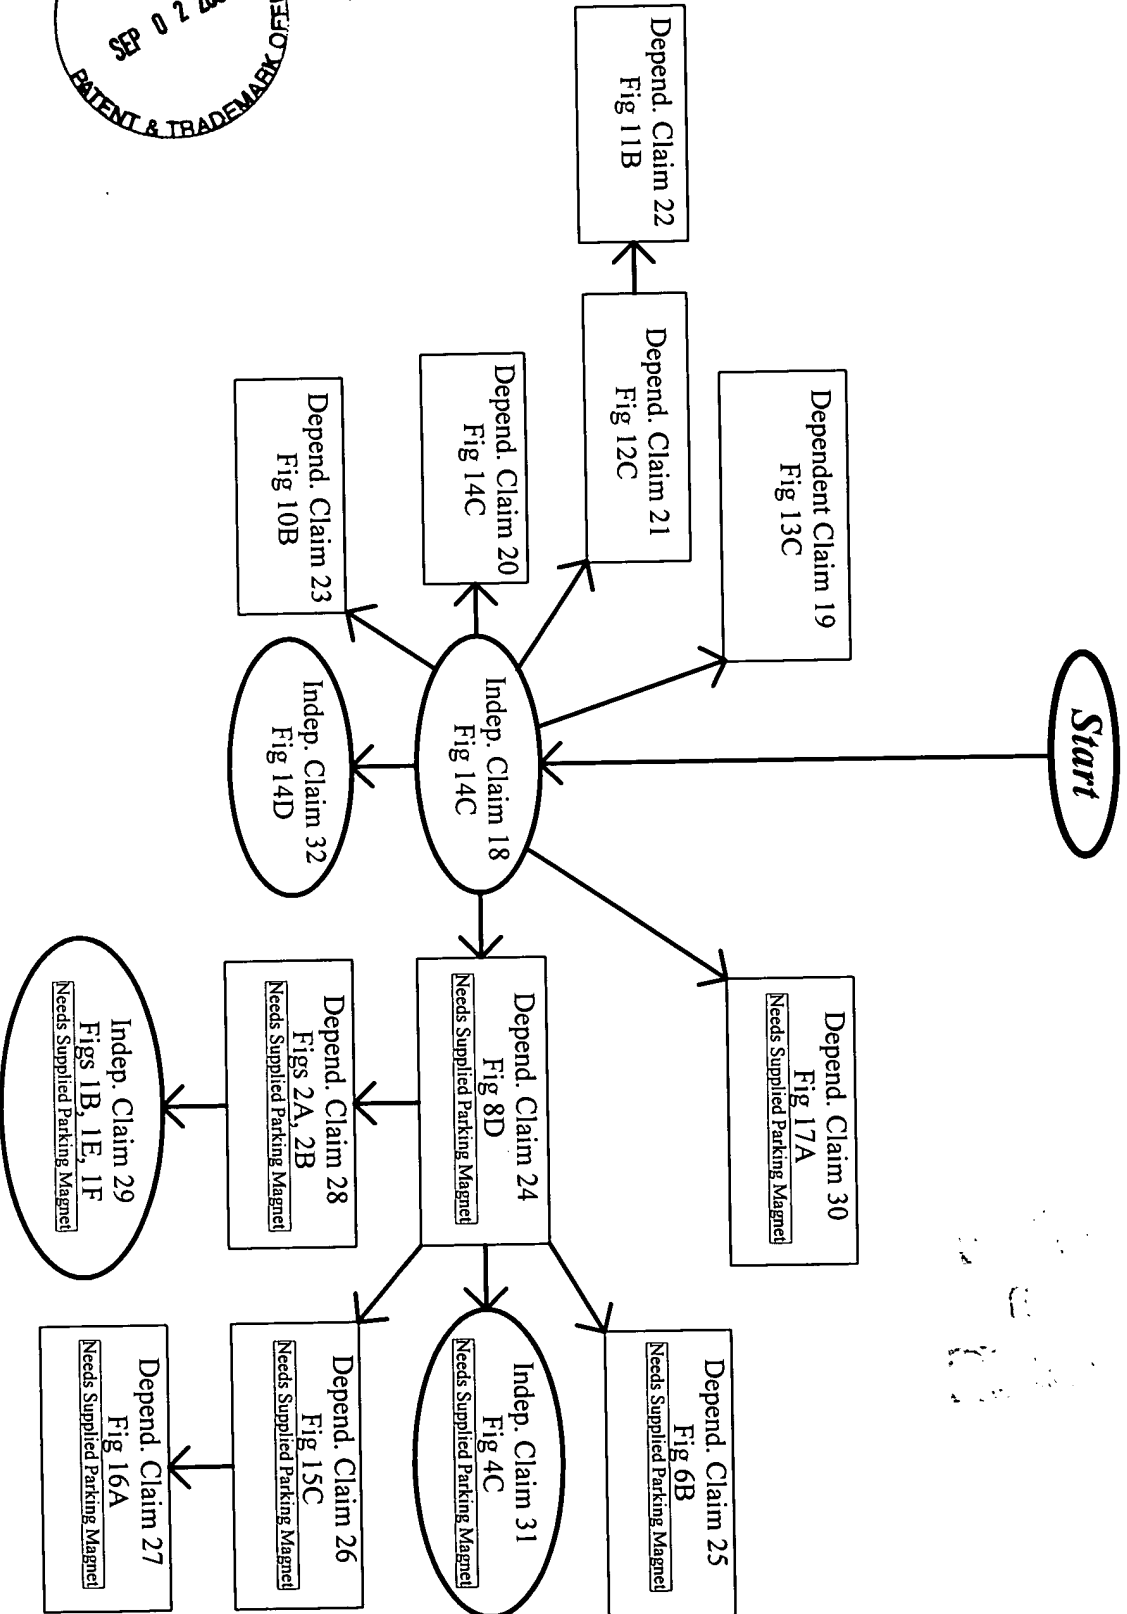 SEP 02
PATENT & TRADEMARK OFFI
Start
Dependent Claim 19
Fig 13C
Depend. Claim 30
Fig 17A
Needs Supplied Parking Magnet
Depend. Claim 22
Fig 11B
Depend. Claim 21
Fig 12C
Depend. Claim 25
Fig 6B
Needs Supplied Parking Magnet
Depend. Claim 20
Fig 14C
Indep. Claim 18
Fig 14C
Depend. Claim 24
Fig 8D
Needs Supplied Parking Magnet
Indep. Claim 31
Fig 4C
Needs Supplied Parking Magnet
Depend. Claim 23
Fig 10B
Indep. Claim 32
Fig 14D
Depend. Claim 28
Figs 2A, 2B
Needs Supplied Parking Magnet
Depend. Claim 26
Fig 15C
Needs Supplied Parking Magnet
Indep. Claim 29
Figs 1B, 1E, 1F
Needs Supplied Parking Magnet
Depend. Claim 27
Fig 16A
Needs Supplied Parking Magnet